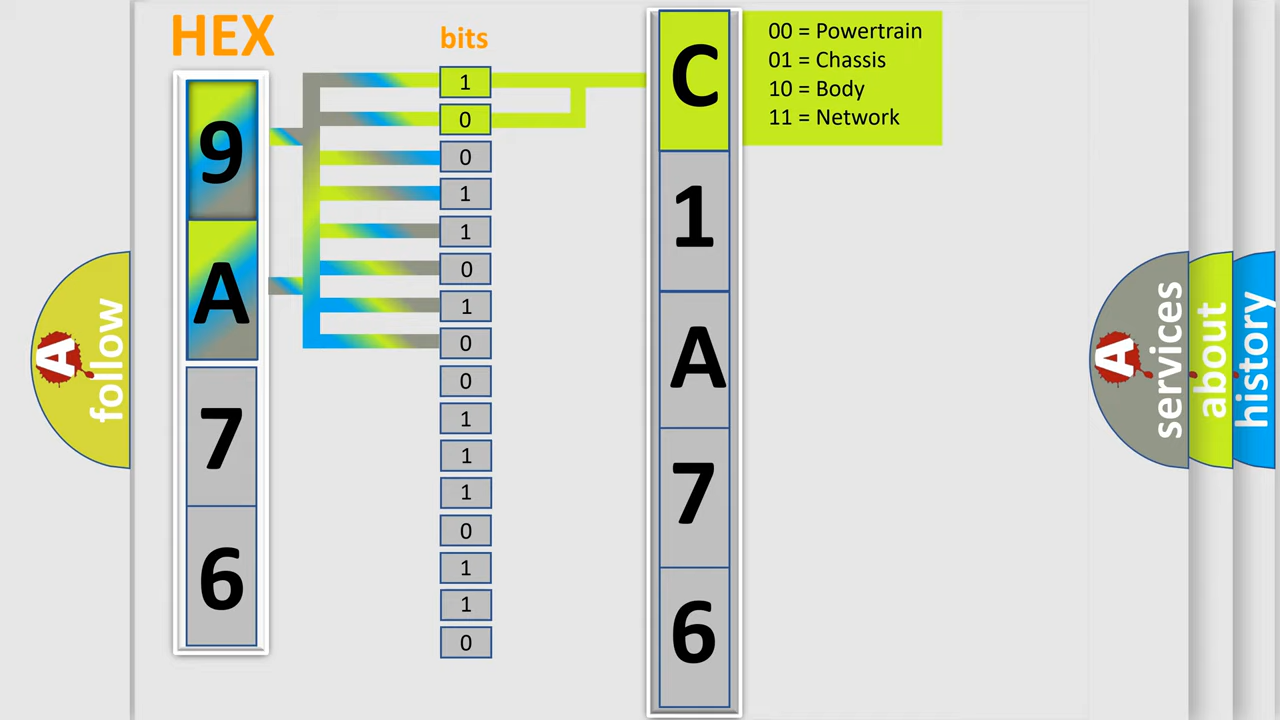 HEX
bits
9
A
7
6
1
0
0
1
1
0
1
0
0
1
1
1
0
1
1
0
C
1
A
7
6
00 = Powertrain
01 = Chassis
10 = Body
11 = Network
A
follow
A
services
about
history